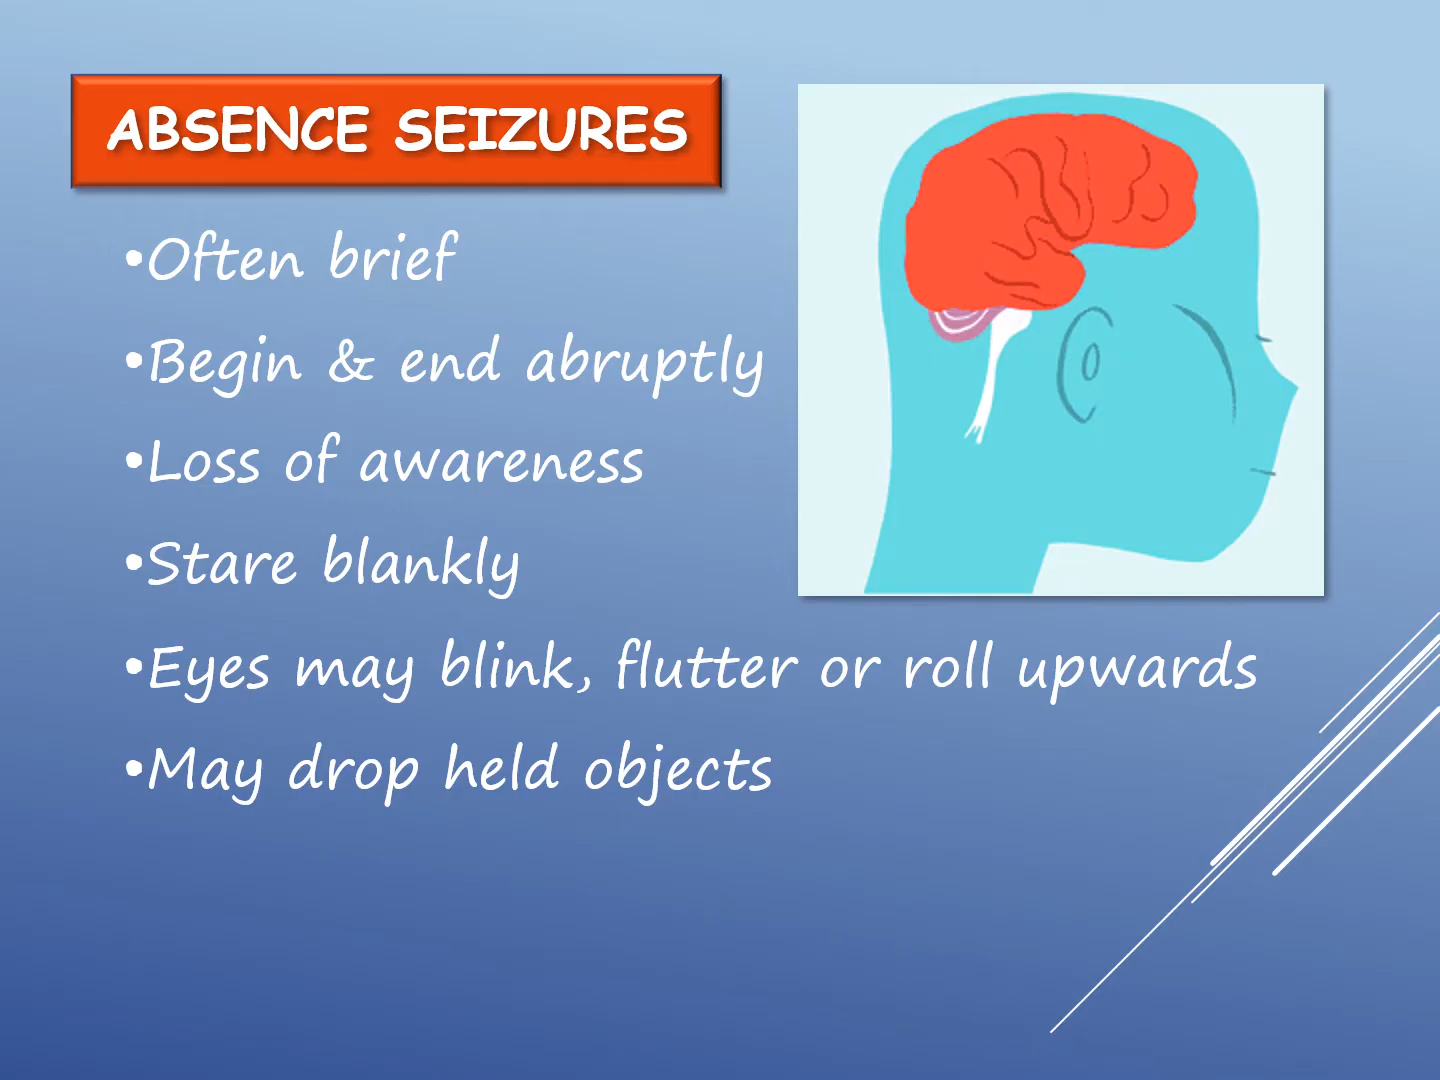 ABSENCE SEIZURES
•Often brief
•Begin & end abruptly
•Loss of awareness
•Stare blankly
•Eyes may blink, flutter or roll upwards
•May drop held objects